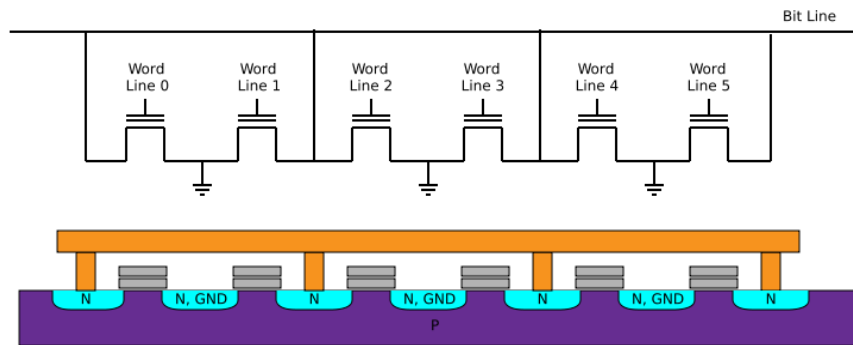 Bit Line
Word
Line 0
Word
Line 1
Word
Line 2
Word
Line 3
Word
Line 4
Word
Line 5
N
N, GND
N
N, GND
N
N, GND
N
P